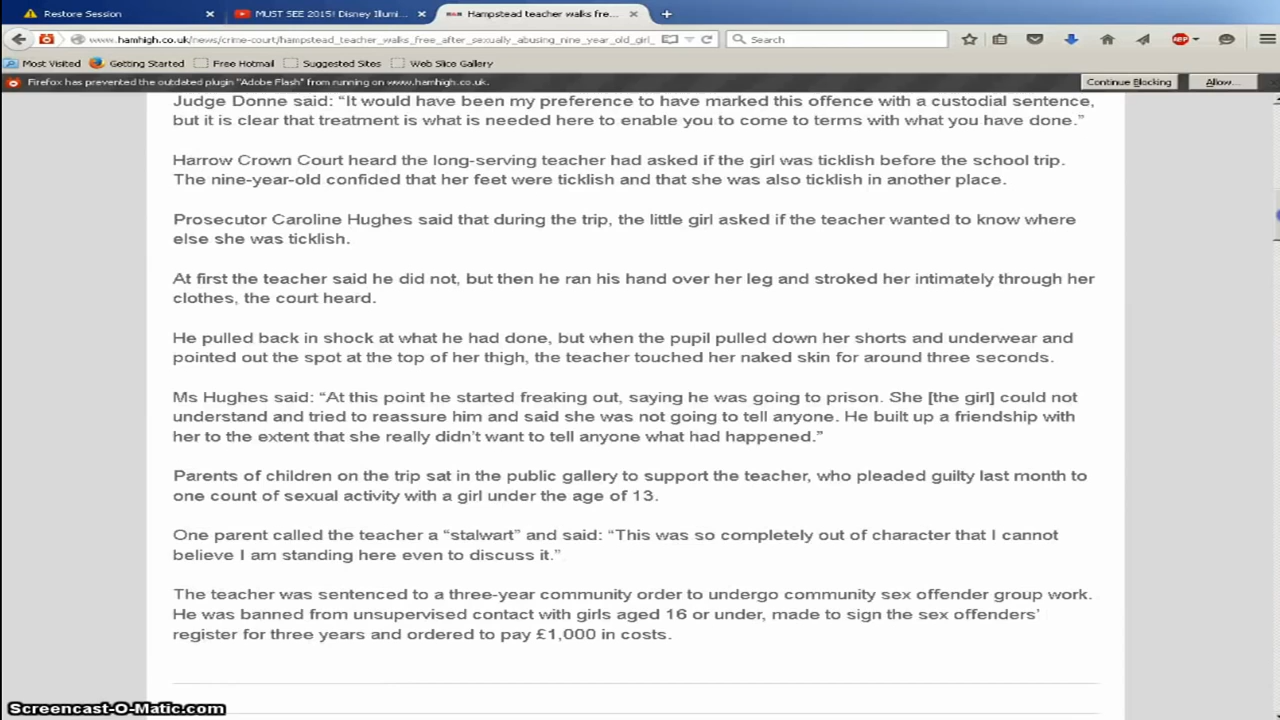 Restore Session
MUST SEE 2015! Disney Illumi...
Hampstead teacher walks fre...
www.hamhigh.co.uk/news/crime-court/hampstead_teacher_walks_free_after_sexually_abusing_nine_year_old_girl_
Search
ABP
Most Visited
Getting Started
Free Hotmail
Suggested Sites
Web Slice Gallery
Firefox has prevented the outdated plugin "Adobe Flash" from running on www.hamhigh.co.uk.
Continue Blocking
Allow...
Judge Donne said: “It would have been my preference to have marked this offence with a custodial sentence,
but it is clear that treatment is what is needed here to enable you to come to terms with what you have done.”
Harrow Crown Court heard the long-serving teacher had asked if the girl was ticklish before the school trip.
The nine-year-old confided that her feet were ticklish and that she was also ticklish in another place.
Prosecutor Caroline Hughes said that during the trip, the little girl asked if the teacher wanted to know where
else she was ticklish.
At first the teacher said he did not, but then he ran his hand over her leg and stroked her intimately through her
clothes, the court heard.
He pulled back in shock at what he had done, but when the pupil pulled down her shorts and underwear and
pointed out the spot at the top of her thigh, the teacher touched her naked skin for around three seconds.
Ms Hughes said: “At this point he started freaking out, saying he was going to prison. She [the girl] could not
understand and tried to reassure him and said she was not going to tell anyone. He built up a friendship with
her to the extent that she really didn’t want to tell anyone what had happened.”
Parents of children on the trip sat in the public gallery to support the teacher, who pleaded guilty last month to
one count of sexual activity with a girl under the age of 13.
One parent called the teacher a “stalwart” and said: “This was so completely out of character that I cannot
believe I am standing here even to discuss it.”
The teacher was sentenced to a three-year community order to undergo community sex offender group work.
He was banned from unsupervised contact with girls aged 16 or under, made to sign the sex offenders’
register for three years and ordered to pay £1,000 in costs.
Screencast-O-Matic.com